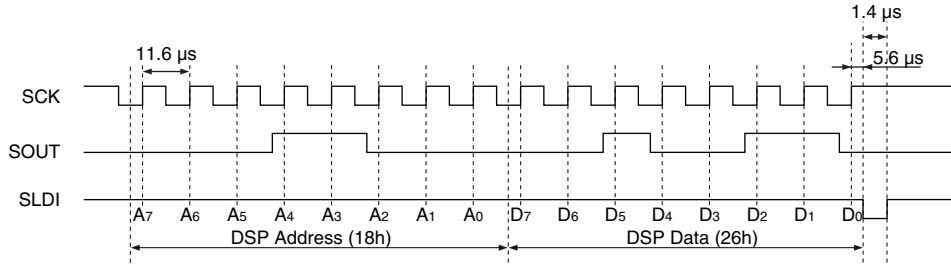 1.4 µs
11.6 µs
5.6 µs
SCK
SOUT
SLDI
A7 A6 A5 A4 A3 A2 A1 A0 D7 D6 D5 D4 D3 D2 D1 D0
DSP Address (18h) DSP Data (26h)